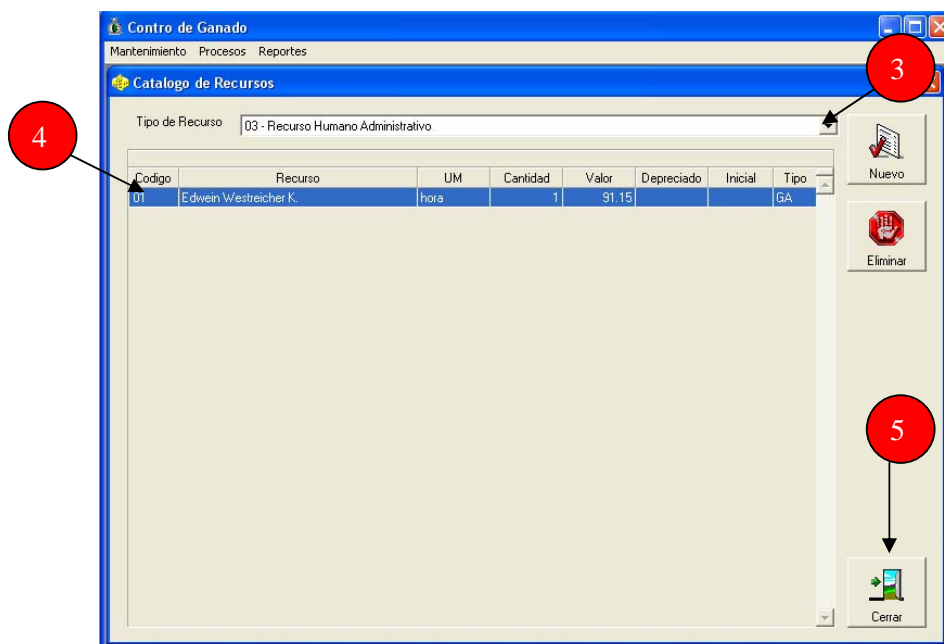 Contro de Ganado
Mantenimiento Procesos Reportes
Catalogo de Recursos
3
Tipo de Recurso 03 - Recurso Humano Administrativo
4
Nuevo
Codigo Recurso UM Cantidad Valor Depreciado Inicial Tipo
01 Edwein Westreicher K. hora 1 91.15 GA
Eliminar
5
Cerrar